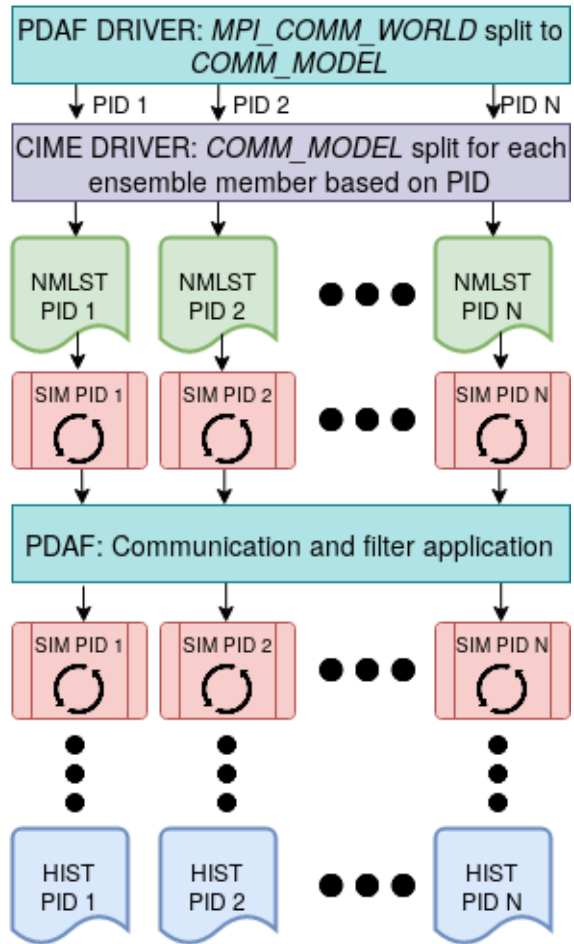 PDAF DRIVER: MPI_COMM_WORLD split to
COMM_MODEL
PID 1 PID 2 PID N
CIME DRIVER: COMM_MODEL split for each
ensemble member based on PID
NMLST NMLST NMLST
PID 1 PID 2 PID N
SIM PID 1 SIM PID 2 SIM PID N
PDAF: Communication and filter application
SIM PID 1 SIM PID 2 SIM PID N
HIST HIST HIST
PID 1 PID 2 PID N